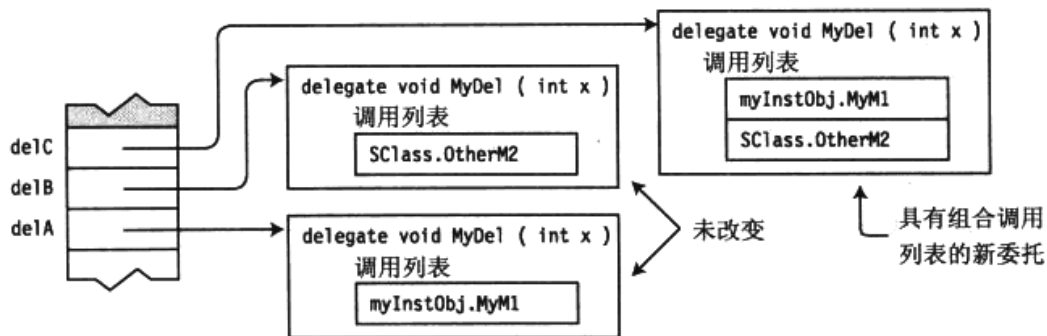 delegate void MyDel ( int x )
调用列表
myInstObj.MyM1
SClass.OtherM2
delegate void MyDel ( int x )
调用列表
SClass.OtherM2
delC
delB
delA
delegate void MyDel ( int x )
调用列表
myInstObj.MyM1
未改变
具有组合调用
列表的新委托